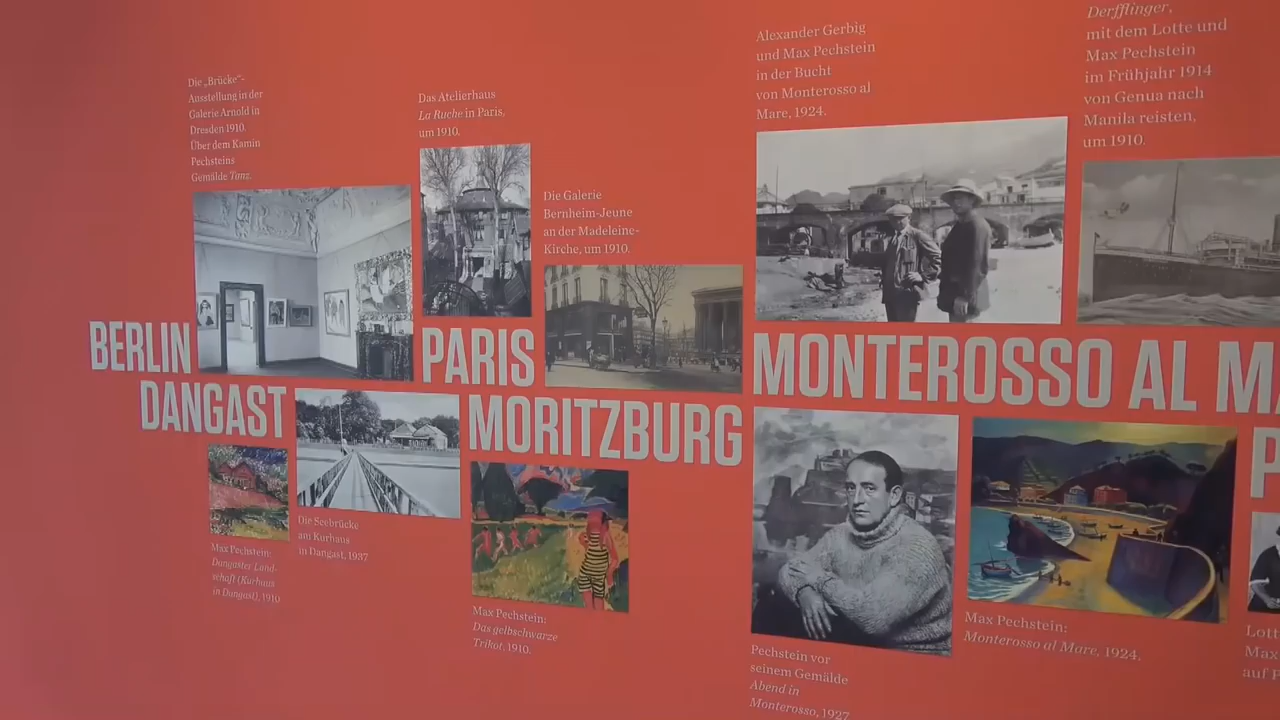 Die „Brücke“-
Ausstellung in der
Galerie Arnold in
Dresden 1910.
Über dem Kamin
Pechsteins
Gemälde Tanz.
Das Atelierhaus
La Ruche in Paris,
um 1910.
Die Galerie
Bernheim-Jeune
an der Madeleine-
Kirche, um 1910.
Alexander Gerbig
und Max Pechstein
in der Bucht
von Monterosso al
Mare, 1924.
Derfflinger,
mit dem Lotte und
Max Pechstein
im Frühjahr 1914
von Genua nach
Manila reisten,
um 1910.
BERLIN
PARIS
MONTEROSSO AL MA
DANGAST
MORITZBURG
P
Max Pechstein:
Dangaster Land-
schaft (Kurhaus
in Dangast), 1910
Die Seebrücke
am Kurhaus
in Dangast, 1937
Max Pechstein:
Das gelbschwarze
Trikot, 1910.
Pechstein vor
seinem Gemälde
Abend in
Monterosso, 1927
Max Pechstein:
Monterosso al Mare, 1924.
Lott
Max
auf P